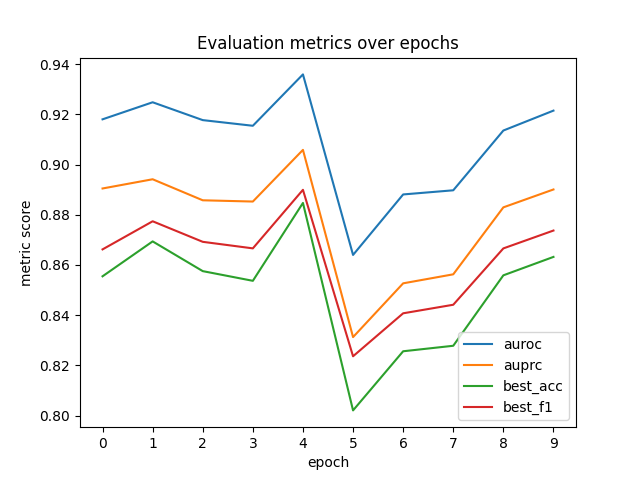 Evaluation metrics over epochs
metric score
0.94
0.92
0.90
0.88
0.86
0.84
0.82
0.80
auroc
auprc
best_acc
best_f1
0 1 2 3 4 5 6 7 8 9
epoch